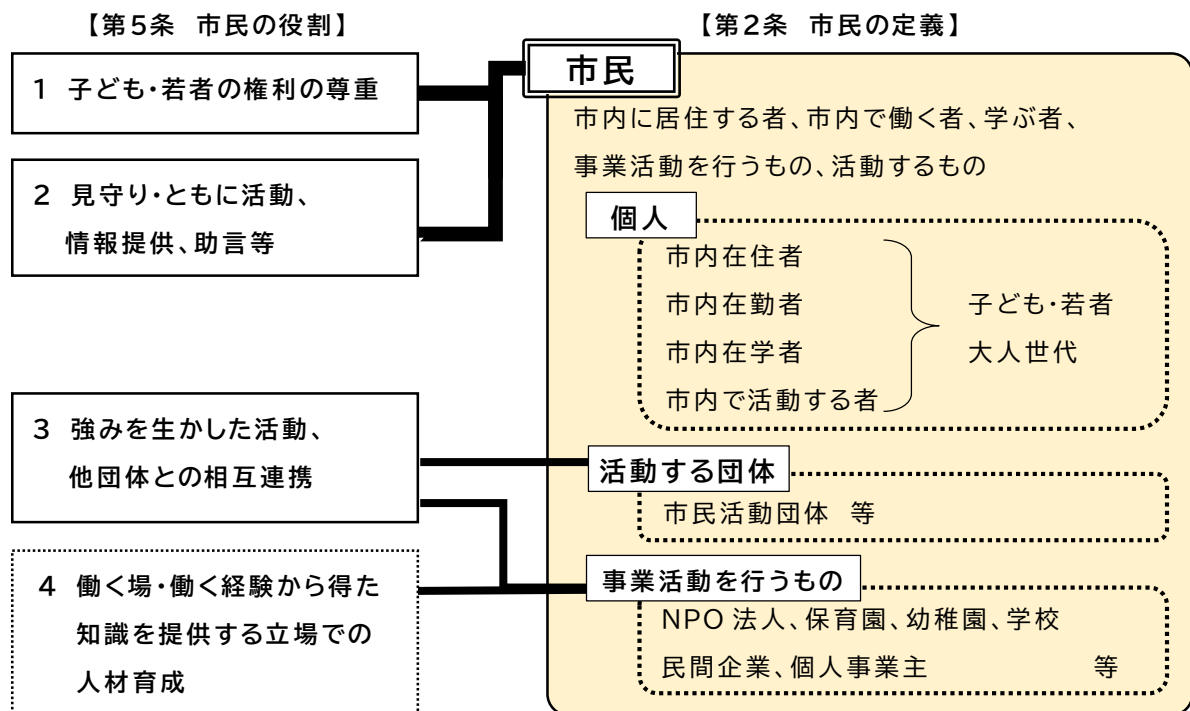 【第5条 市民の役割】
1 子ども・若者の権利の尊重
2 見守り・ともに活動、
情報提供、助言等
3 強みを生かした活動、
他団体との相互連携
4 働く場・働く経験から得た
知識を提供する立場での
人材育成
【第2条 市民の定義】
市民
市内に居住する者、市内で働く者、学ぶ者、
事業活動を行うもの、活動するもの
個人
市内在住者
市内在勤者
市内在学者
市内で活動する者
子ども・若者
大人世代
活動する団体
市民活動団体 等
事業活動を行うもの
NPO 法人、保育園、幼稚園、学校
民間企業、個人事業主 等